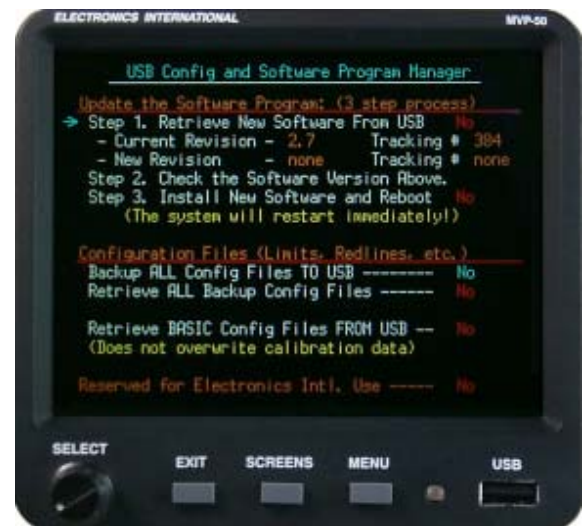 ELECTRONICS INTERNATIONAL MVP-50
USB Config and Software Program Manager
Update the Software Program: (3 step process)
Step 1. Retrieve New Software From USB No
- Current Revision - 2.7 Tracking # 384
- New Revision - none Tracking # none
Step 2. Check the Software Version Above.
Step 3. Install New Software and Reboot No
(The system will restart immediately!)
Configuration Files (Limits, Redlines, etc.)
Backup ALL Config Files TO USB -------- No
Retrieve ALL Backup Config Files ------ No
Retrieve BASIC Config Files FROM USB -- No
(Does not overwrite calibration data)
Reserved for Electronics Intl. Use ----- No
SELECT EXIT SCREENS MENU USB